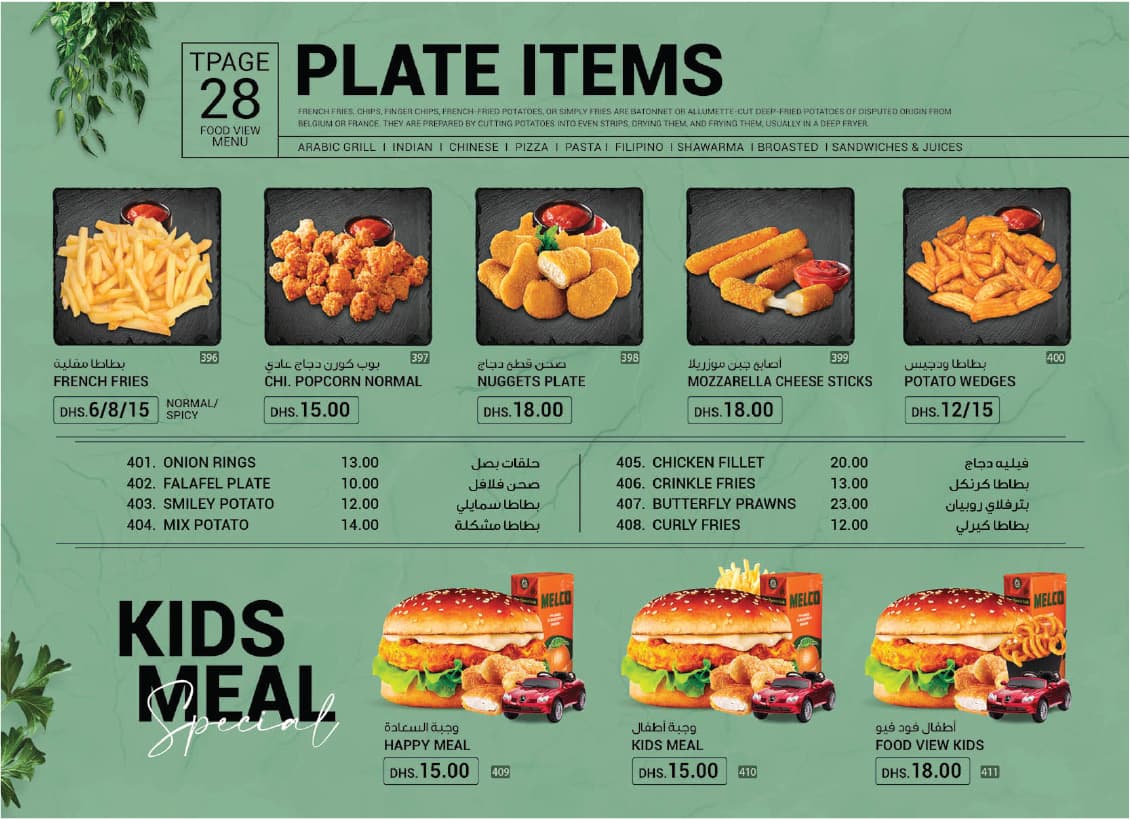 TPAGE
28
FOOD VIEW
MENU
PLATE ITEMS
FRENCH FRIES, CHIPS, FINGER CHIPS, FRENCH-FRIED POTATOES, OR SIMPLY FRIES ARE BATONNET OR ALLUMETTE-CUT DEEP-FRIED POTATOES OF DISPUTED ORIGIN FROM
BELGIUM OR FRANCE. THEY ARE PREPARED BY CUTTING POTATOES INTO EVEN STRIPS, DRYING THEM, AND FRYING THEM, USUALLY IN A DEEP FRYER.
ARABIC GRILL I INDIAN I CHINESE I PIZZA I PASTA I FILIPINO I SHAWARMA I BROASTED I SANDWICHES & JUICES
بطاطا مقلية 396
FRENCH FRIES
DHS.6/8/15 NORMAL/
SPICY
بوب كورن دجاج عادي 397
CHI. POPCORN NORMAL
DHS.15.00
صحن قطع دجاج 398
NUGGETS PLATE
DHS.18.00
أصابع جبن موزريلا 399
MOZZARELLA CHEESE STICKS
DHS.18.00
بطاطا ودجيس 400
POTATO WEDGES
DHS.12/15
401. ONION RINGS 13.00 حلقات بصل
402. FALAFEL PLATE 10.00 صحن فلافل
403. SMILEY POTATO 12.00 بطاطا سمايلي
404. MIX POTATO 14.00 بطاطا مشكلة
405. CHICKEN FILLET 20.00 فيليه دجاج
406. CRINKLE FRIES 13.00 بطاطا كرنكل
407. BUTTERFLY PRAWNS 23.00 بترفلاي روبيان
408. CURLY FRIES 12.00 بطاطا كيرلي
KIDS
MEAL
Special
MELCO
وجبة السعادة
HAPPY MEAL
DHS.15.00 409
MELCO
وجبة أطفال
KIDS MEAL
DHS.15.00 410
MELCO
أطفال فود فيو
FOOD VIEW KIDS
DHS.18.00 411